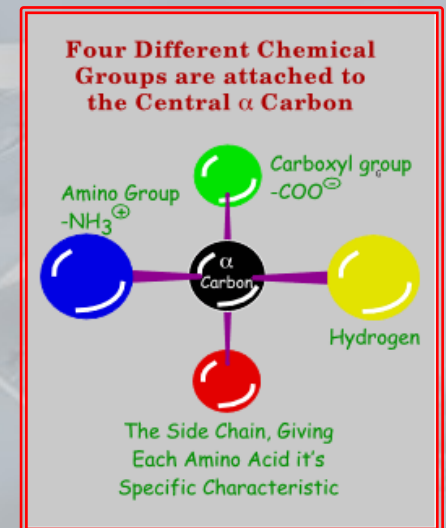 Four Different Chemical
Groups are attached to
the Central α Carbon
Carboxyl group
-COO⊖
Amino Group
-NH₃⊕
α
Carbon
Hydrogen
The Side Chain, Giving
Each Amino Acid it's
Specific Characteristic